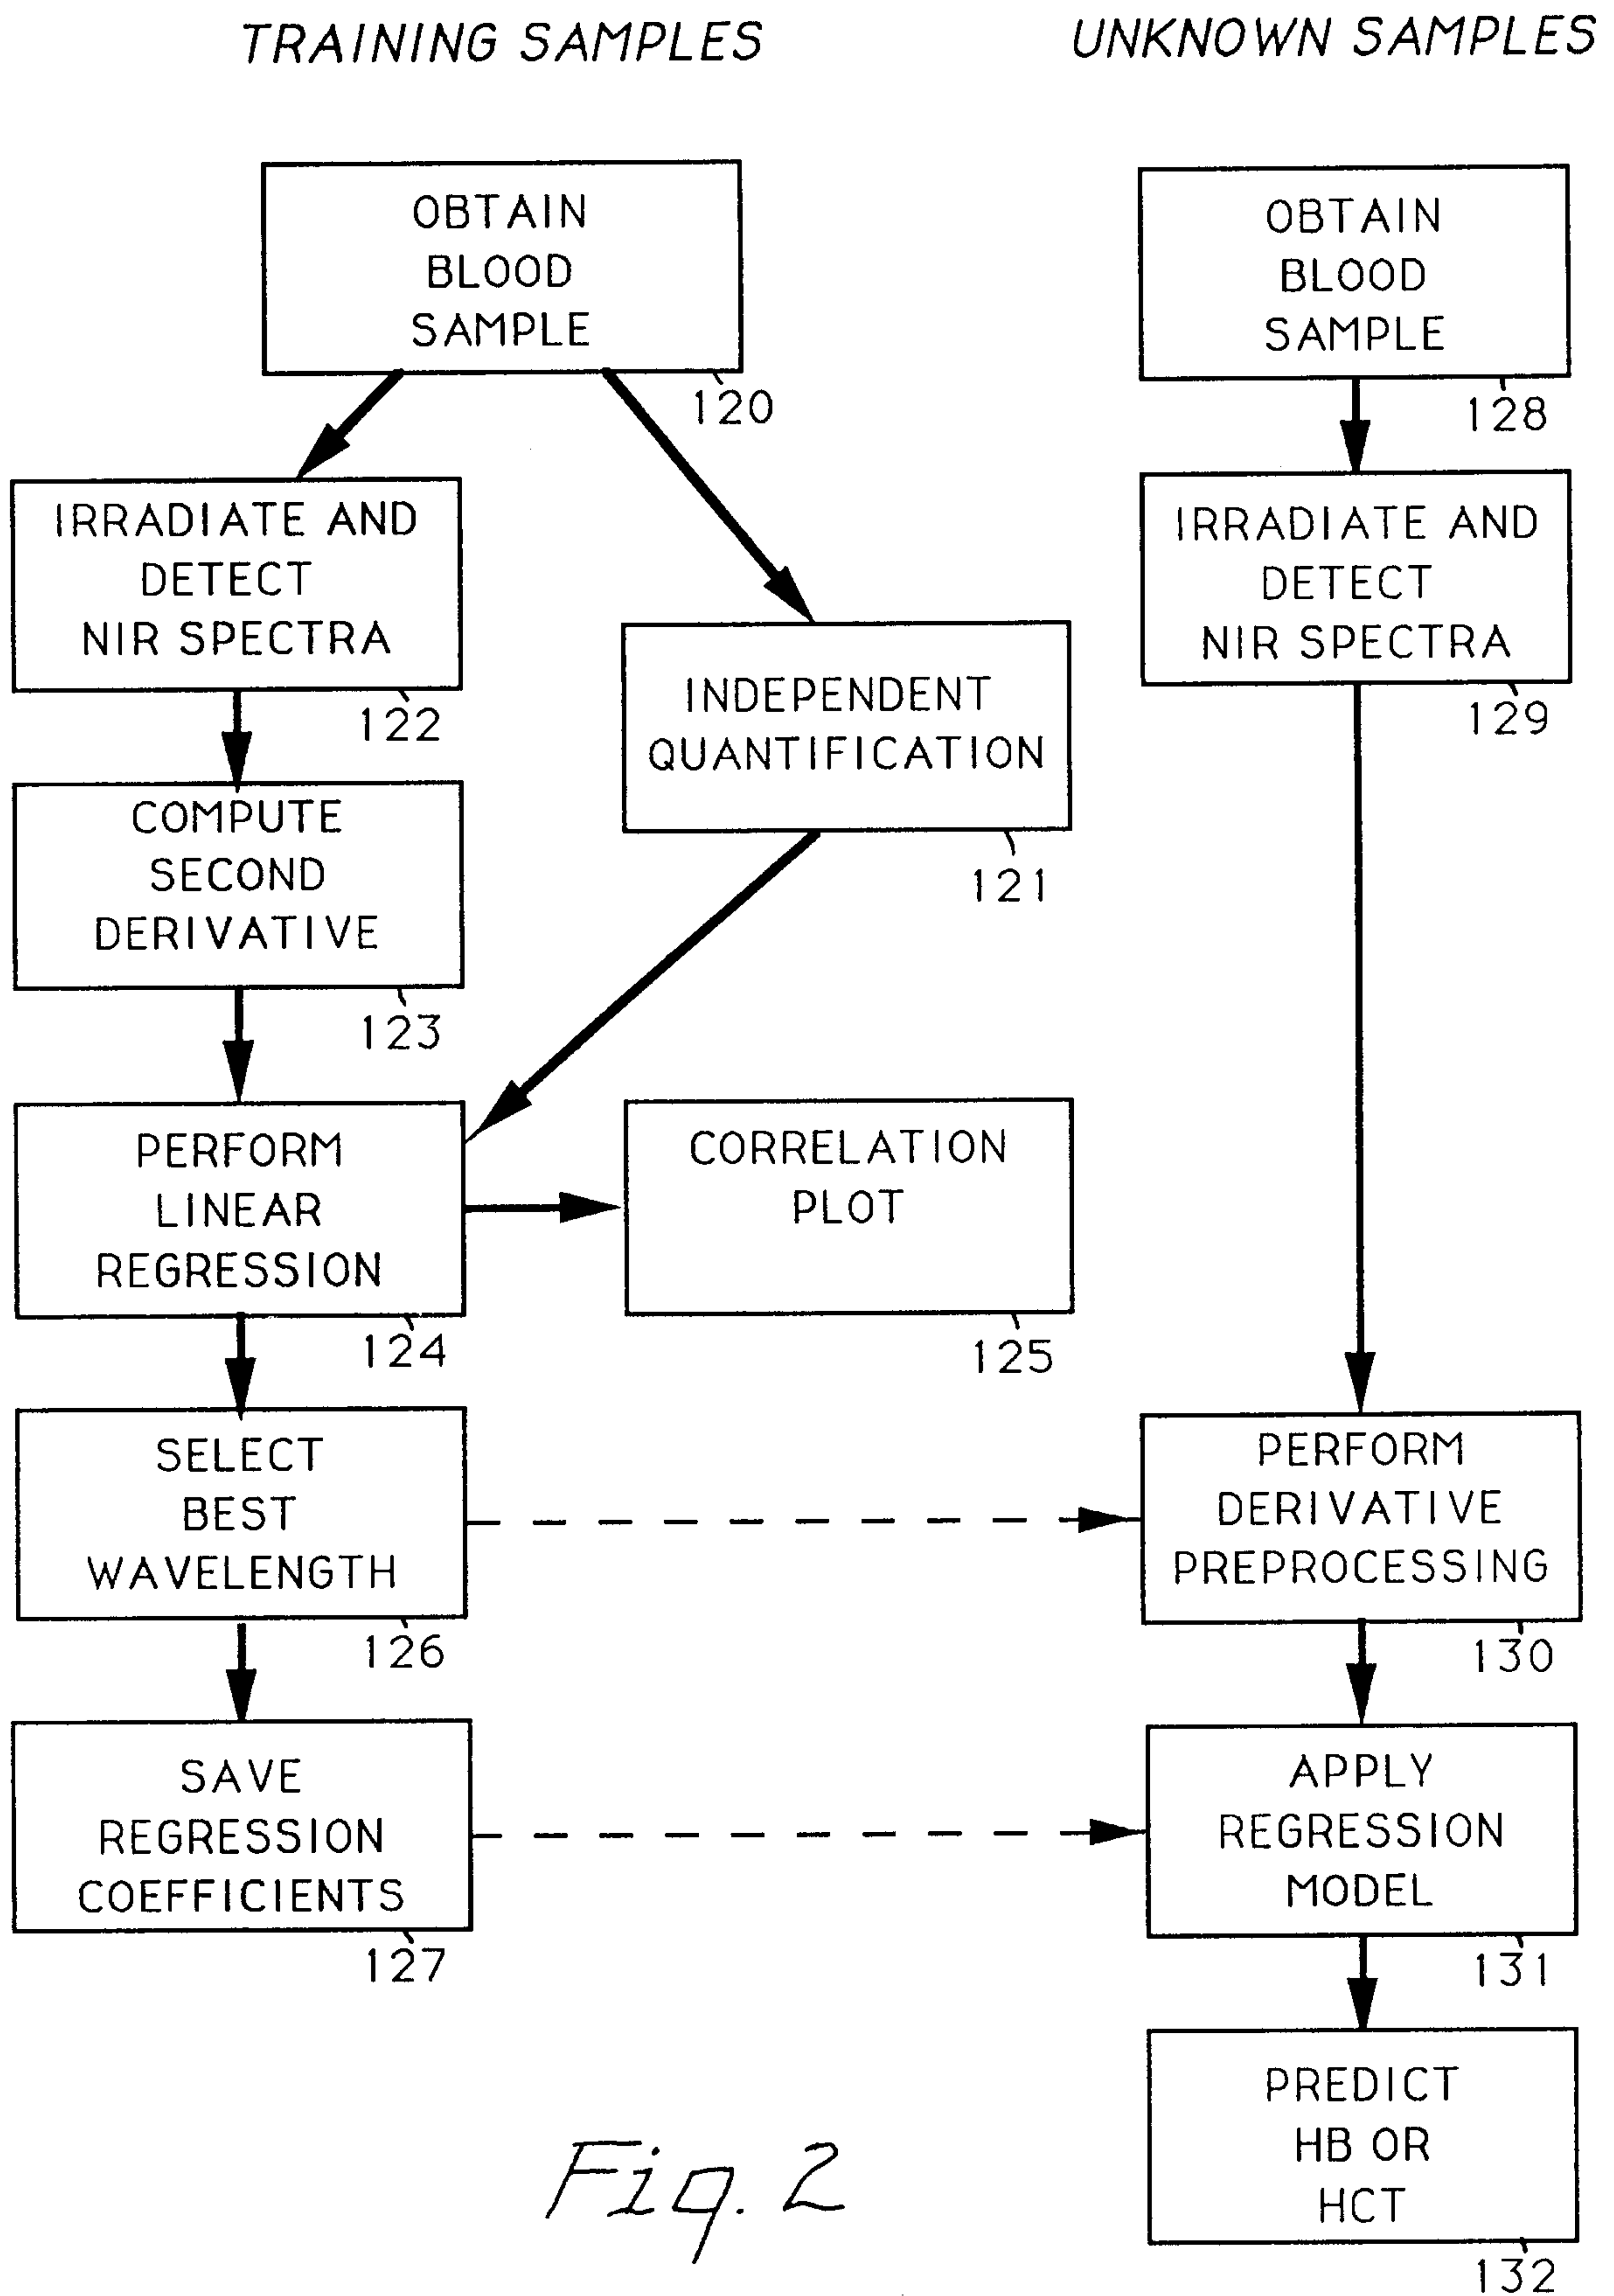 TRAINING SAMPLES
UNKNOWN SAMPLES
OBTAIN
BLOOD
SAMPLE
120
IRRADIATE AND
DETECT
NIR SPECTRA
122
INDEPENDENT
QUANTIFICATION
121
COMPUTE
SECOND
DERIVATIVE
123
PERFORM
LINEAR
REGRESSION
124
CORRELATION
PLOT
125
SELECT
BEST
WAVELENGTH
126
SAVE
REGRESSION
COEFFICIENTS
127
OBTAIN
BLOOD
SAMPLE
128
IRRADIATE AND
DETECT
NIR SPECTRA
129
PERFORM
DERIVATIVE
PREPROCESSING
130
APPLY
REGRESSION
MODEL
131
PREDICT
HB OR
HCT
132
Fig. 2